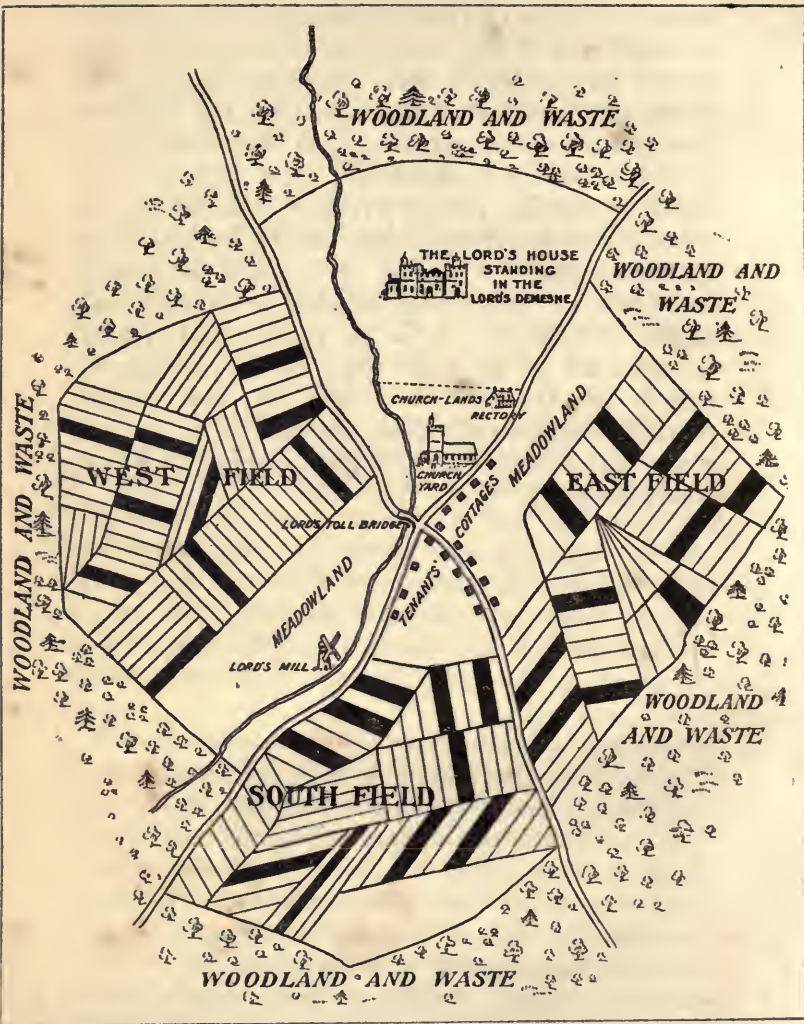 WOODLAND AND WASTE
THE LORD'S HOUSE
STANDING
IN THE
LORD'S DEMESNE
WOODLAND AND
WASTE
CHURCH-LANDS
RECTORY
MEADOWLAND
CHURCH
YARD
WEST FIELD
EAST FIELD
COTTAGES
LORD'S TOLL BRIDGE
TENANTS'
MEADOWLAND
LORD'S MILL
WOODLAND AND WASTE
WOODLAND
AND WASTE
SOUTH FIELD
WOODLAND AND WASTE